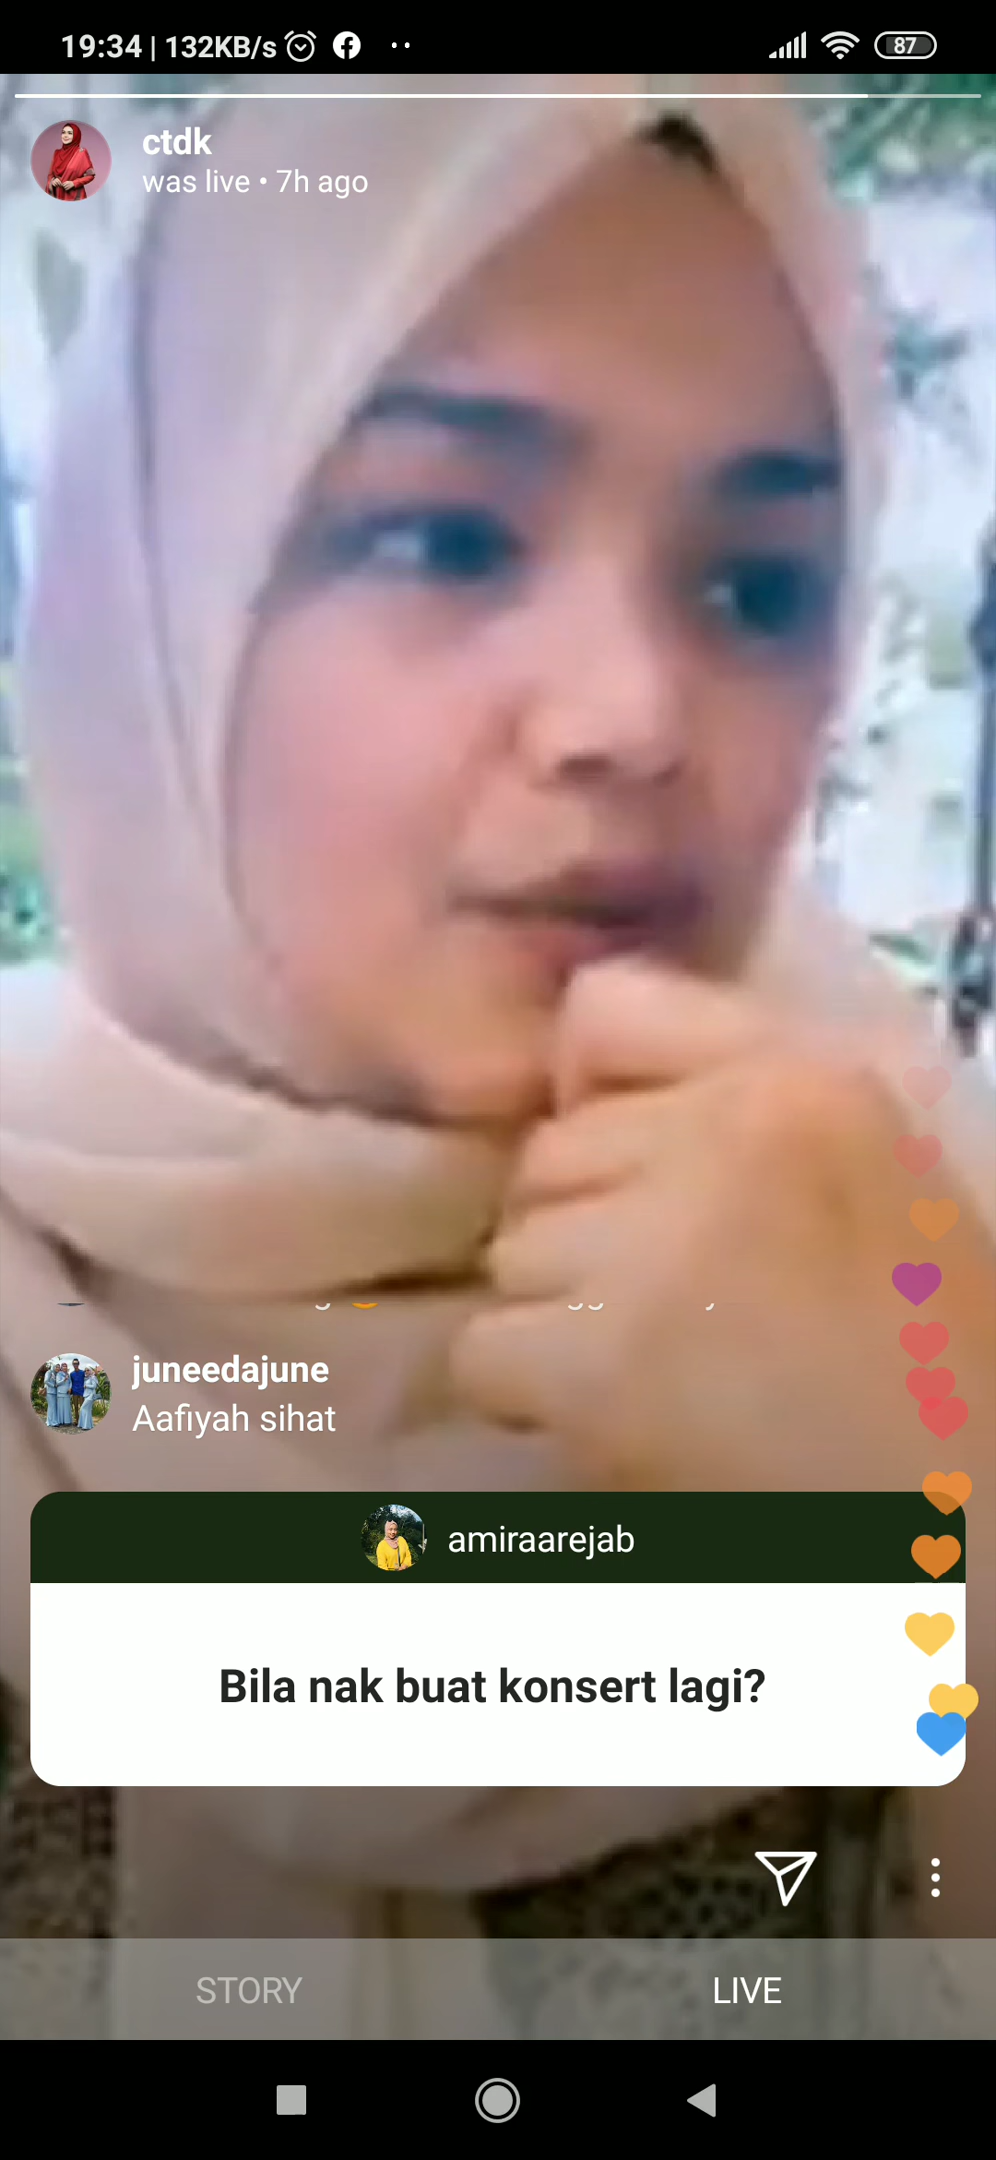 19:34 | 132KB/s
87
ctdk
was live • 7h ago
juneedajune
Aafiyah sihat
amiraarejab
Bila nak buat konsert lagi?
STORY
LIVE